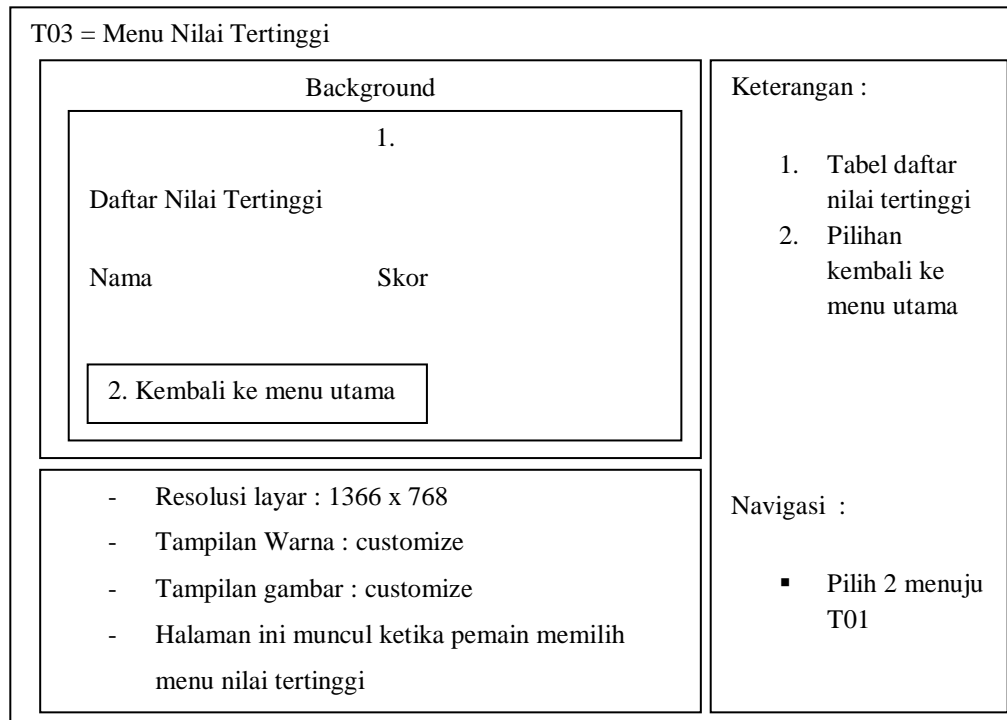 T03 = Menu Nilai Tertinggi
Background
1.
Daftar Nilai Tertinggi
Nama Skor
2. Kembali ke menu utama
Keterangan :
1. Tabel daftar
nilai tertinggi
2. Pilihan
kembali ke
menu utama
Navigasi :
▪ Pilih 2 menuju
T01
- Resolusi layar : 1366 x 768
- Tampilan Warna : customize
- Tampilan gambar : customize
- Halaman ini muncul ketika pemain memilih
menu nilai tertinggi